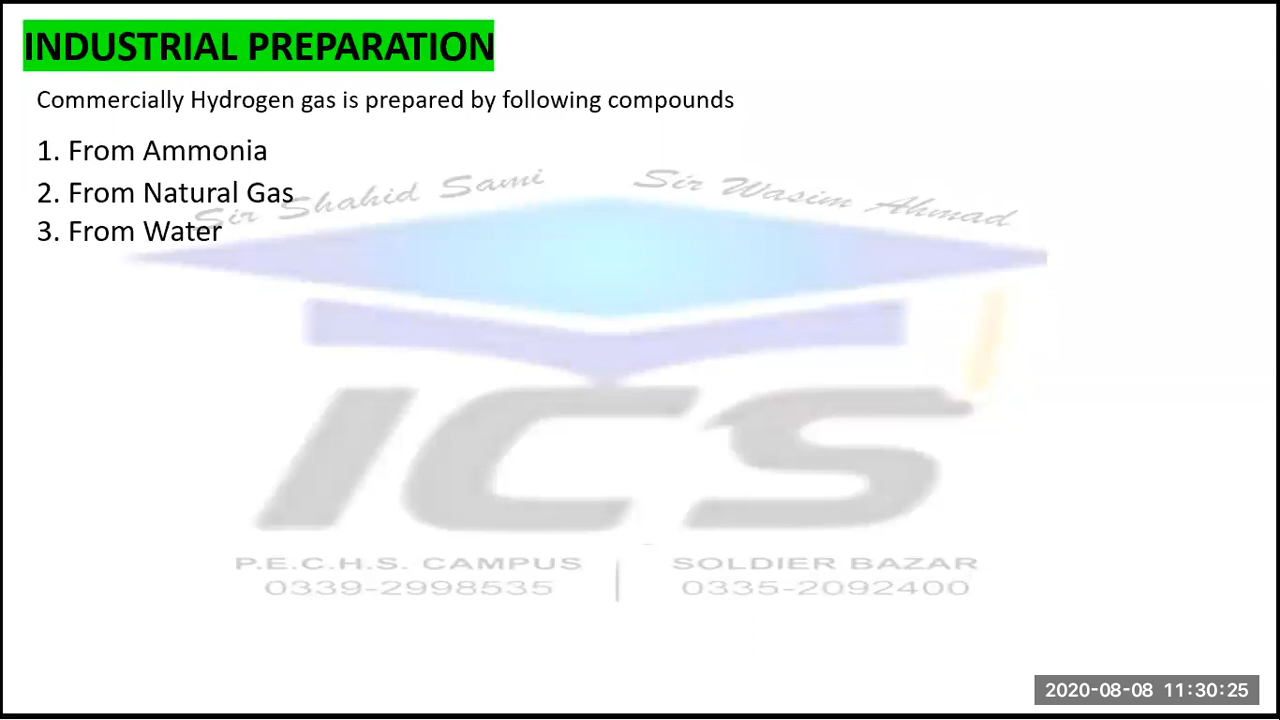 INDUSTRIAL PREPARATION
Commercially Hydrogen gas is prepared by following compounds
1. From Ammonia
2. From Natural Gas
3. From Water
Sir Shahid Sami
Sir Wasim Ahmad
ICS
P.E.C.H.S. CAMPUS
0339-2998535
SOLDIER BAZAR
0335-2092400
2020-08-08 11:30:25